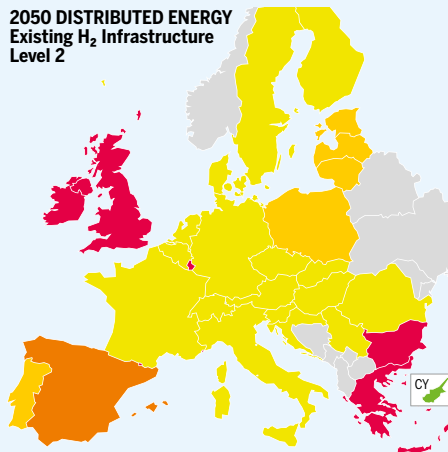 2050 DISTRIBUTED ENERGY
Existing H₂ Infrastructure
Level 2
CY